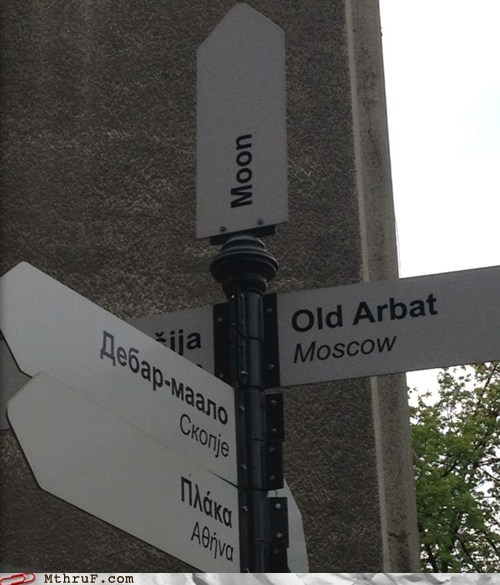 Moon
Old Arbat
Moscow
Дебар-маало
Скопје
Πλάκα
Αθήνα
MthruF.com